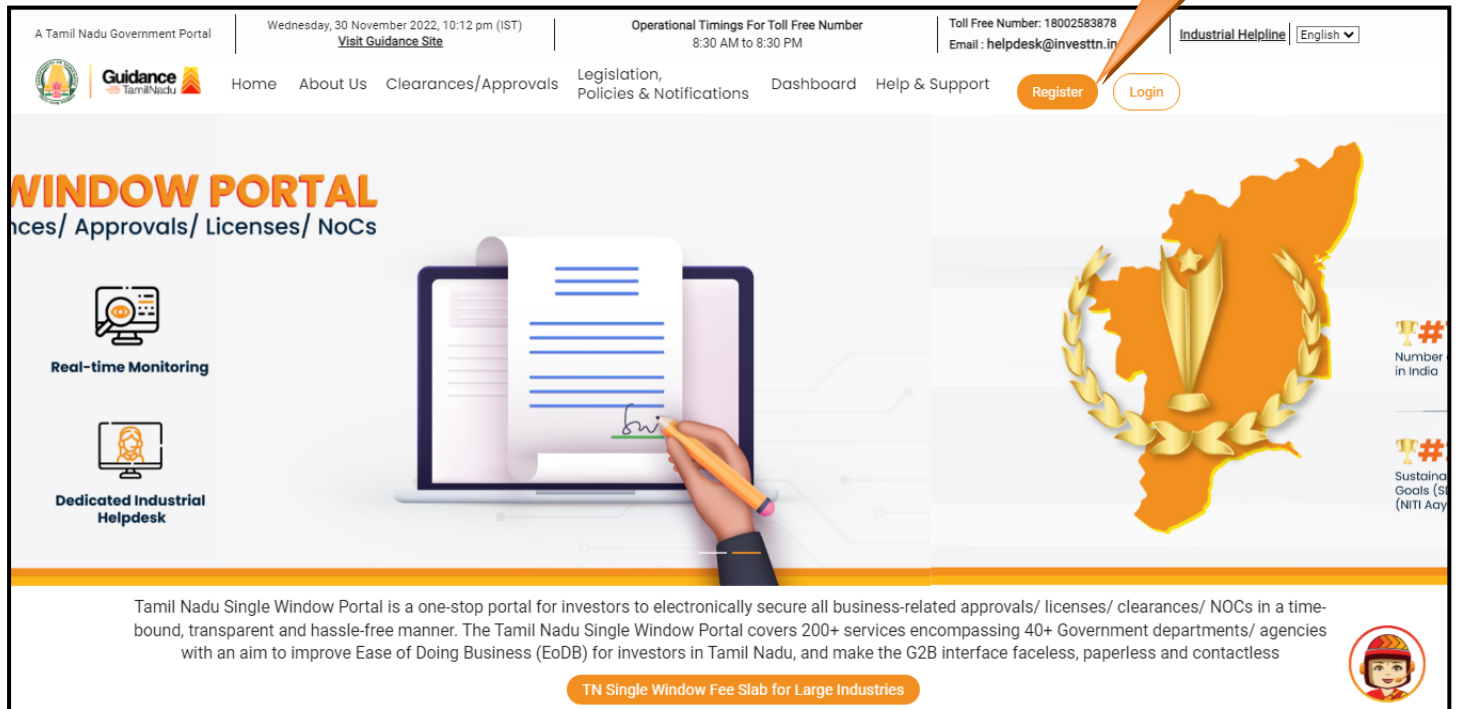 A Tamil Nadu Government Portal
Wednesday, 30 November 2022, 10:12 pm (IST)
Visit Guidance Site
Operational Timings For Toll Free Number
8:30 AM to 8:30 PM
Toll Free Number: 18002583878
Email : helpdesk@investtn.in
Industrial Helpline
English
Guidance
TamilNadu
Home
About Us
Clearances/Approvals
Legislation,
Policies & Notifications
Dashboard
Help & Support
Register
Login
WINDOW PORTAL
nces/ Approvals/ Licenses/ NoCs
Real-time Monitoring
Dedicated Industrial
Helpdesk
Number
in India
Sustaina
Goals (S
(NITI Aay
Tamil Nadu Single Window Portal is a one-stop portal for investors to electronically secure all business-related approvals/ licenses/ clearances/ NOCs in a time-
bound, transparent and hassle-free manner. The Tamil Nadu Single Window Portal covers 200+ services encompassing 40+ Government departments/ agencies
with an aim to improve Ease of Doing Business (EoDB) for investors in Tamil Nadu, and make the G2B interface faceless, paperless and contactless
TN Single Window Fee Slab for Large Industries